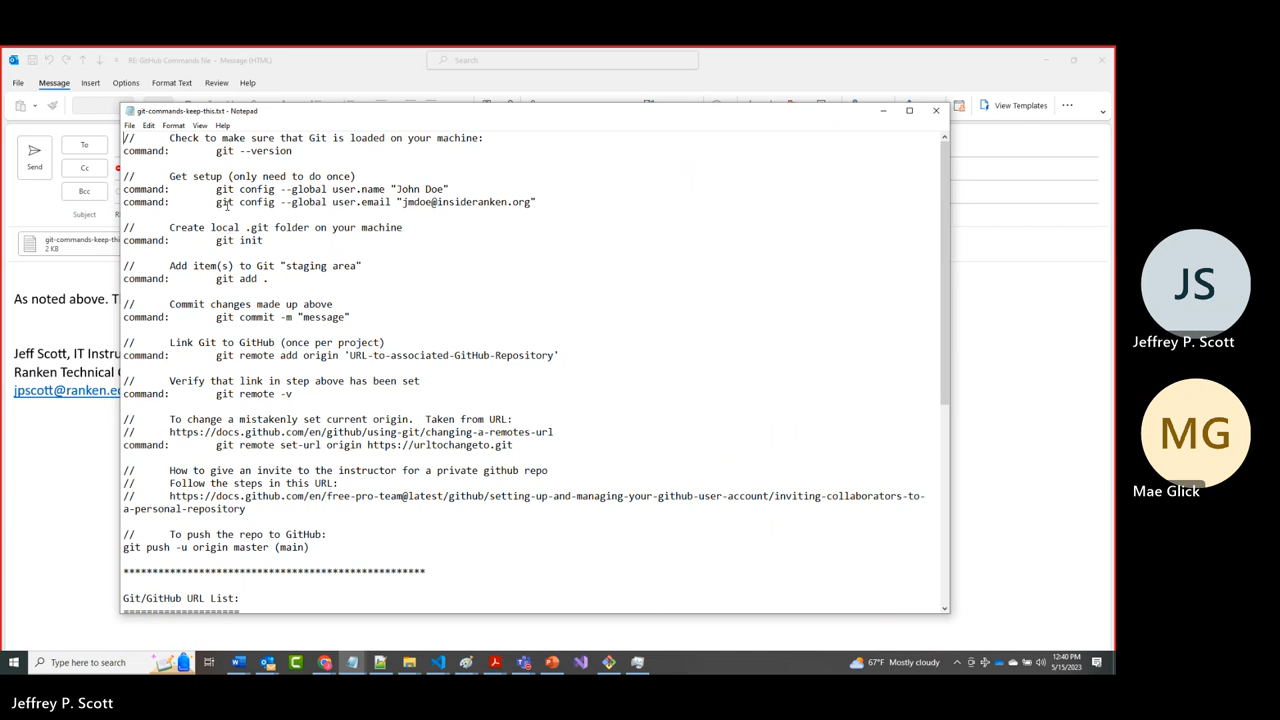 RE: GitHub Commands file - Message (HTML)
Search
File Message Insert Options Format Text Review Help
View Templates
git-commands-keep-this.txt - Notepad
File Edit Format View Help
Send
To
Cc
Bcc
Subject
git-commands-keep-thi
2 KB
// Check to make sure that Git is loaded on your machine:
command: git --version
// Get setup (only need to do once)
command: git config --global user.name "John Doe"
command: git config --global user.email "jmdoe@insideranken.org"
// Create local .git folder on your machine
command: git init
// Add item(s) to Git "staging area"
command: git add .
// Commit changes made up above
command: git commit -m "message"
// Link Git to GitHub (once per project)
command: git remote add origin 'URL-to-associated-GitHub-Repository'
// Verify that link in step above has been set
command: git remote -v
// To change a mistakenly set current origin. Taken from URL:
// https://docs.github.com/en/github/using-git/changing-a-remotes-url
command: git remote set-url origin https://urltochangeto.git
// How to give an invite to the instructor for a private github repo
// Follow the steps in this URL:
// https://docs.github.com/en/free-pro-team@latest/github/setting-up-and-managing-your-github-user-account/inviting-collaborators-to-
a-personal-repository
// To push the repo to GitHub:
git push -u origin master (main)
****************************************************
Git/GitHub URL List:
====================
As noted above. T
Jeff Scott, IT Instru
Ranken Technical C
jpscott@ranken.ed
JS
Jeffrey P. Scott
MG
Mae Glick
Type here to search
67°F Mostly cloudy
12:40 PM
5/15/2023
Jeffrey P. Scott